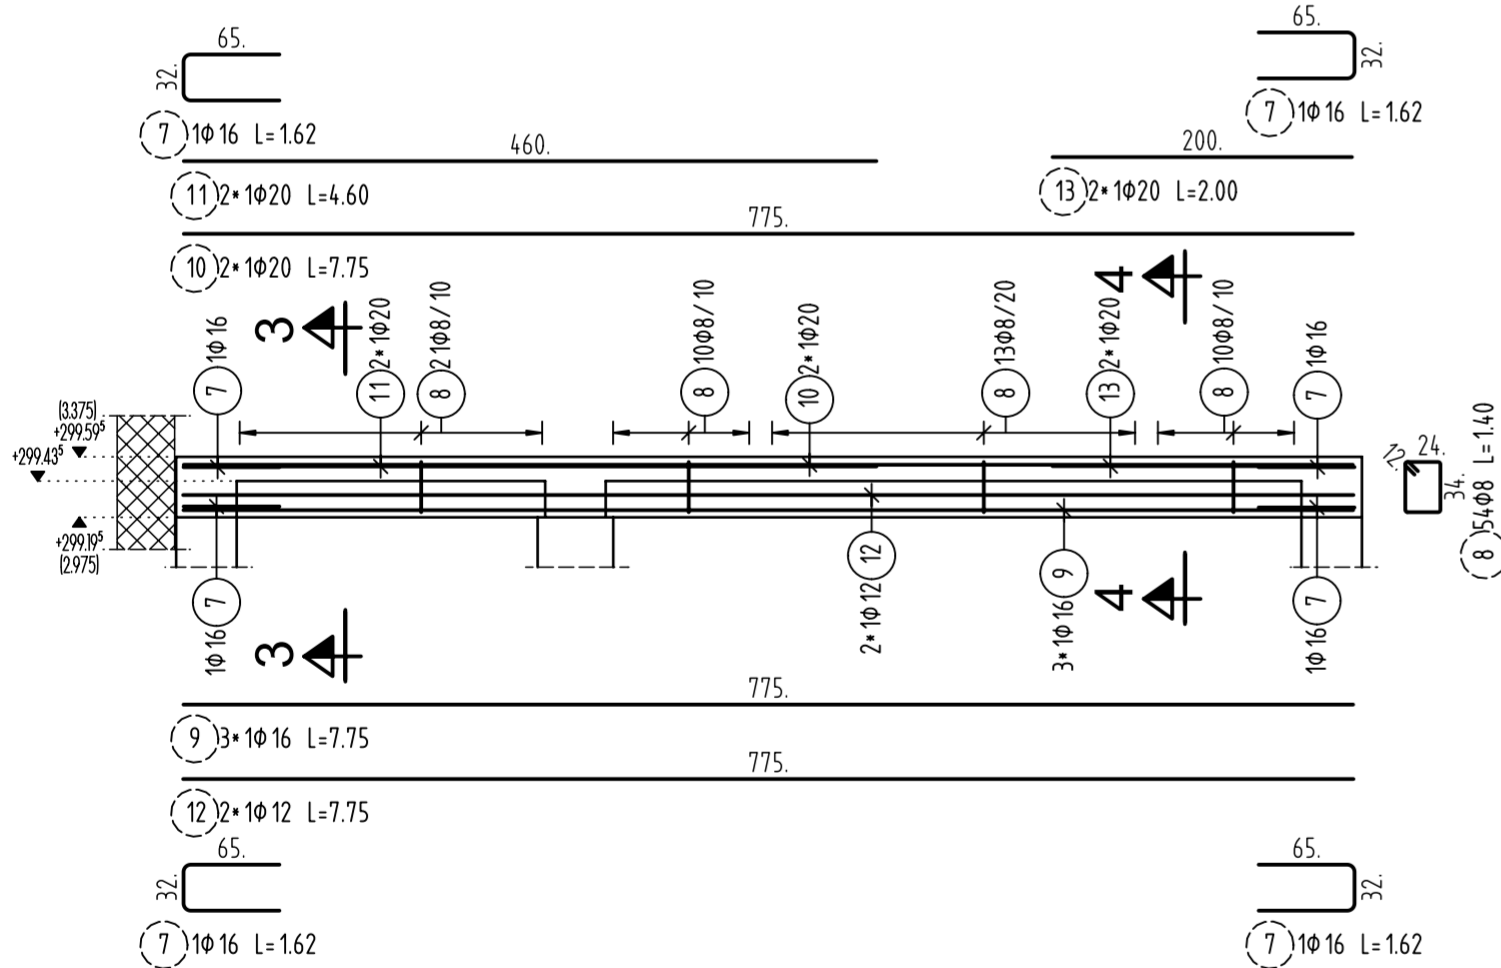 65.
32.
7 1Φ16 L=1.62
65.
32.
7 1Φ16 L=1.62
460.
11 2*1Φ20 L=4.60
200.
13 2*1Φ20 L=2.00
775.
10 2*1Φ20 L=7.75
3
4
7 1Φ16
11 2*1Φ20
8 21Φ8/10
8 10Φ8/10
10 2*1Φ20
8 13Φ8/20
13 2*1Φ20
8 10Φ8/10
7 1Φ16
(3.375)
+299.59⁵
+299.43⁵
+299.19⁵
(2.975)
12. 24.
34.
8 54Φ8 L=1.40
1Φ16 7
2*1Φ12 12
3*1Φ16 9
1Φ16 7
3
4
775.
9 3*1Φ16 L=7.75
775.
12 2*1Φ12 L=7.75
65.
32.
7 1Φ16 L=1.62
65.
32.
7 1Φ16 L=1.62